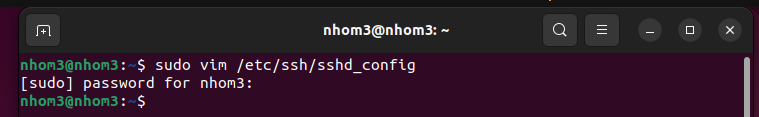 nhom3@nhom3: ~
nhom3@nhom3:~$ sudo vim /etc/ssh/sshd_config
[sudo] password for nhom3:
nhom3@nhom3:~$